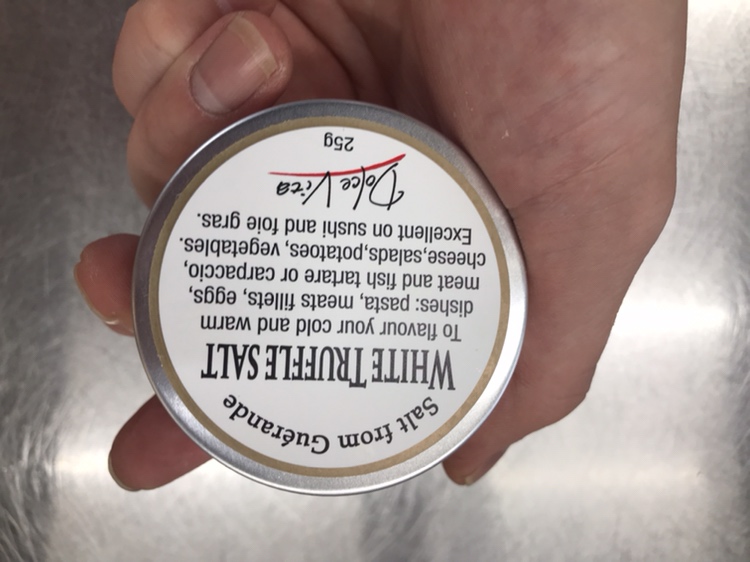 Salt from Guérande
WHITE TRUFFLE SALT
To flavour your cold and warm
dishes: pasta, meats fillets, eggs,
meat and fish tartare or carpaccio,
cheese,salads,potatoes, vegetables.
Excellent on sushi and foie gras.
Dolce Vita
25g